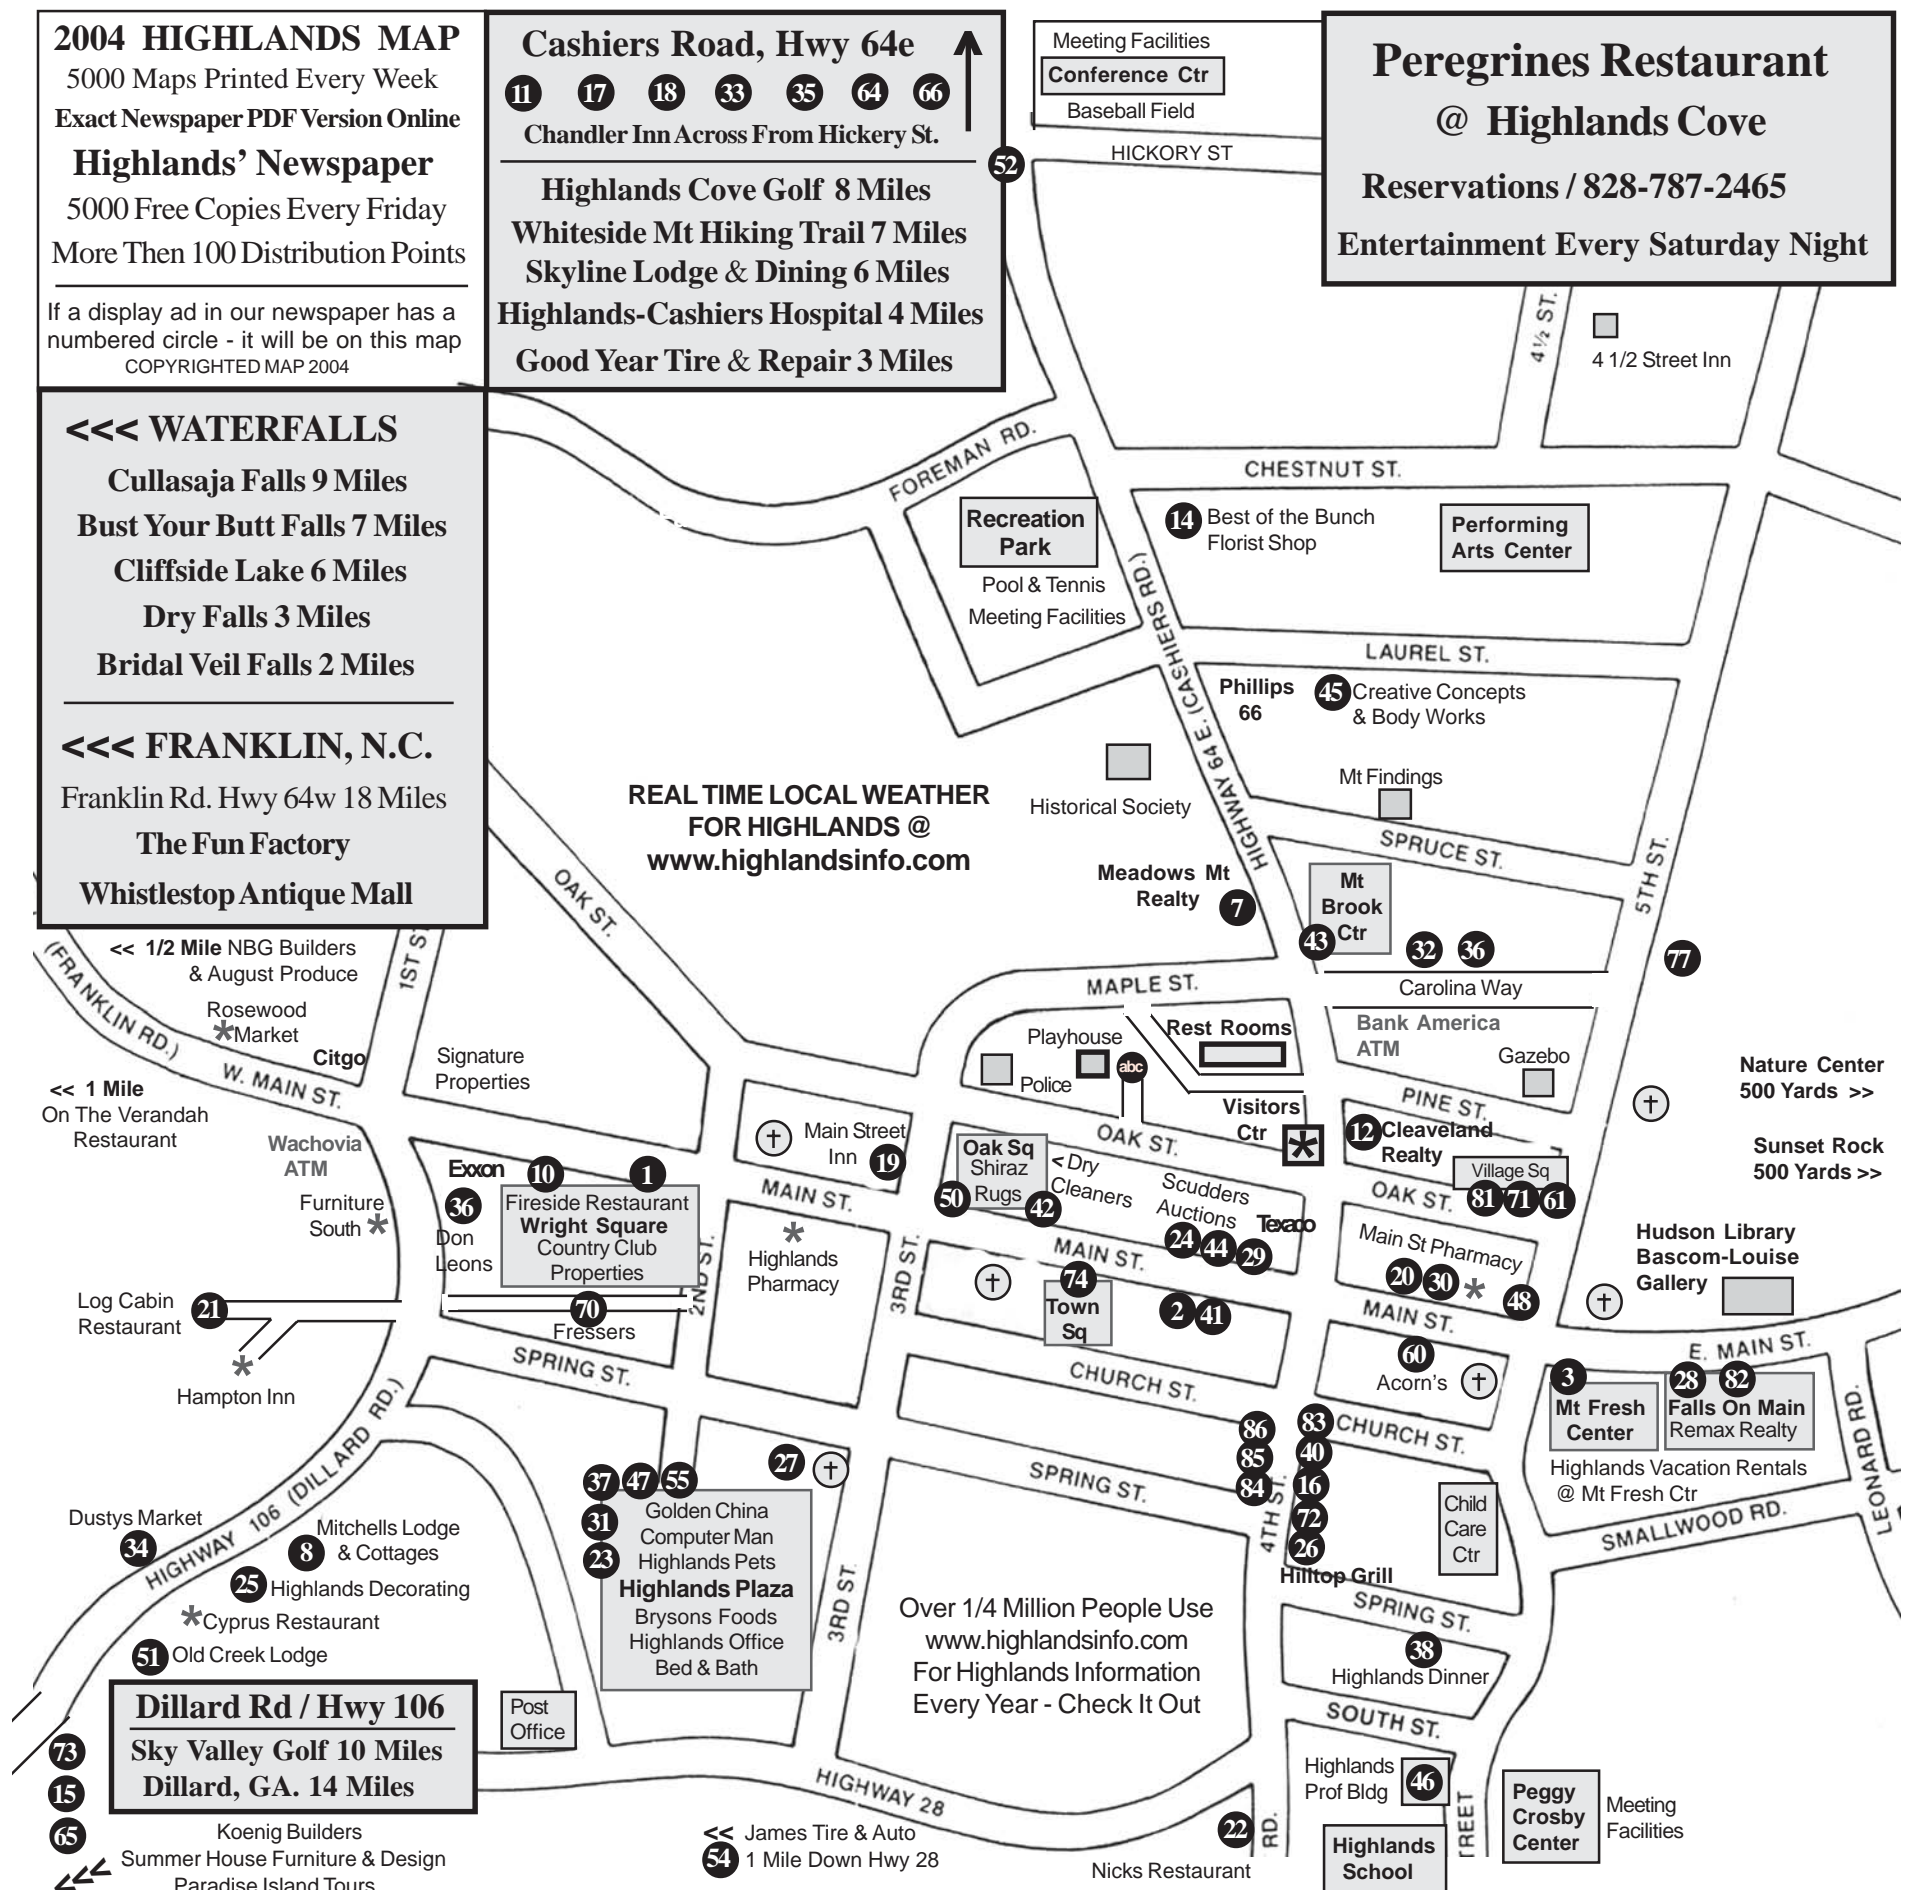 2004 HIGHLANDS MAP
5000 Maps Printed Every Week
Exact Newspaper PDF Version Online
Highlands’ Newspaper
5000 Free Copies Every Friday
More Then 100 Distribution Points
If a display ad in our newspaper has a
numbered circle - it will be on this map
COPYRIGHTED MAP 2004
Cashiers Road, Hwy 64e
11 17 18 33 35 64 66
Chandler Inn Across From Hickery St.
Highlands Cove Golf 8 Miles
Whiteside Mt Hiking Trail 7 Miles
Skyline Lodge & Dining 6 Miles
Highlands-Cashiers Hospital 4 Miles
Good Year Tire & Repair 3 Miles
52
Meeting Facilities
Conference Ctr
Baseball Field
HICKORY ST
Peregrines Restaurant
@ Highlands Cove
Reservations / 828-787-2465
Entertainment Every Saturday Night
4½ ST.
4 1/2 Street Inn
<<< WATERFALLS
Cullasaja Falls 9 Miles
Bust Your Butt Falls 7 Miles
Cliffside Lake 6 Miles
Dry Falls 3 Miles
Bridal Veil Falls 2 Miles
<<< FRANKLIN, N.C.
Franklin Rd. Hwy 64w 18 Miles
The Fun Factory
Whistlestop Antique Mall
FOREMAN RD.
CHESTNUT ST.
Recreation
Park
Pool & Tennis
Meeting Facilities
14 Best of the Bunch
Florist Shop
Performing
Arts Center
HIGHWAY 64 E. (CASHIERS RD.)
LAUREL ST.
Phillips
66
45 Creative Concepts
& Body Works
Historical Society
Mt Findings
SPRUCE ST.
5TH ST.
REAL TIME LOCAL WEATHER
FOR HIGHLANDS @
www.highlandsinfo.com
OAK ST.
Meadows Mt
Realty 7
Mt
Brook
Ctr
43
32 36
77
Carolina Way
MAPLE ST.
<< 1/2 Mile NBG Builders
& August Produce
1ST ST
(FRANKLIN RD.)
Rosewood
*Market
Citgo
W. MAIN ST.
Signature
Properties
<< 1 Mile
On The Verandah
Restaurant
Wachovia
ATM
Furniture
South *
Playhouse
Police
abc
Rest Rooms
Bank America
ATM
Gazebo
Nature Center
500 Yards >>
Sunset Rock
500 Yards >>
PINE ST.
Visitors
Ctr
*
OAK ST.
12 Cleaveland
Realty
Village Sq
81 71 61
OAK ST.
Main Street
Inn 19
MAIN ST.
Oak Sq
Shiraz
Rugs
50 42
< Dry
Cleaners
Scudders
Auctions
24 44 29
Texaco
Main St Pharmacy
20 30 * 48
Hudson Library
Bascom-Louise
Gallery
Exxon
10 1
36
Don
Leons
Fireside Restaurant
Wright Square
Country Club
Properties
2ND ST.
*
Highlands
Pharmacy
3RD ST.
MAIN ST.
74
Town
Sq
2 41
MAIN ST.
E. MAIN ST.
Log Cabin
Restaurant
21
70
Fressers
*
Hampton Inn
SPRING ST.
CHURCH ST.
60
Acorn's
3
Mt Fresh
Center
28 82
Falls On Main
Remax Realty
LEONARD RD.
Highlands Vacation Rentals
@ Mt Fresh Ctr
SMALLWOOD RD.
86
85
84
83
40
16
72
26
CHURCH ST.
4TH ST.
Hilltop Grill
Child
Care
Ctr
SPRING ST.
SPRING ST.
HIGHWAY 106 (DILLARD RD.)
Dustys Market
34
Mitchells Lodge
8 & Cottages
25 Highlands Decorating
*Cyprus Restaurant
51 Old Creek Lodge
27
37 47 55
31
23
Golden China
Computer Man
Highlands Pets
Highlands Plaza
Brysons Foods
Highlands Office
Bed & Bath
3RD ST.
Over 1/4 Million People Use
www.highlandsinfo.com
For Highlands Information
Every Year - Check It Out
38
Highlands Dinner
SOUTH ST.
Post
Office
Dillard Rd / Hwy 106
Sky Valley Golf 10 Miles
Dillard, GA. 14 Miles
73
15
65
Koenig Builders
Summer House Furniture & Design
Paradise Island Tours
<<<
HIGHWAY 28
<< James Tire & Auto
54 1 Mile Down Hwy 28
22
Nicks Restaurant
RD.
Highlands
Prof Bldg
46
Highlands
School
TREET
Peggy
Crosby
Center
Meeting
Facilities